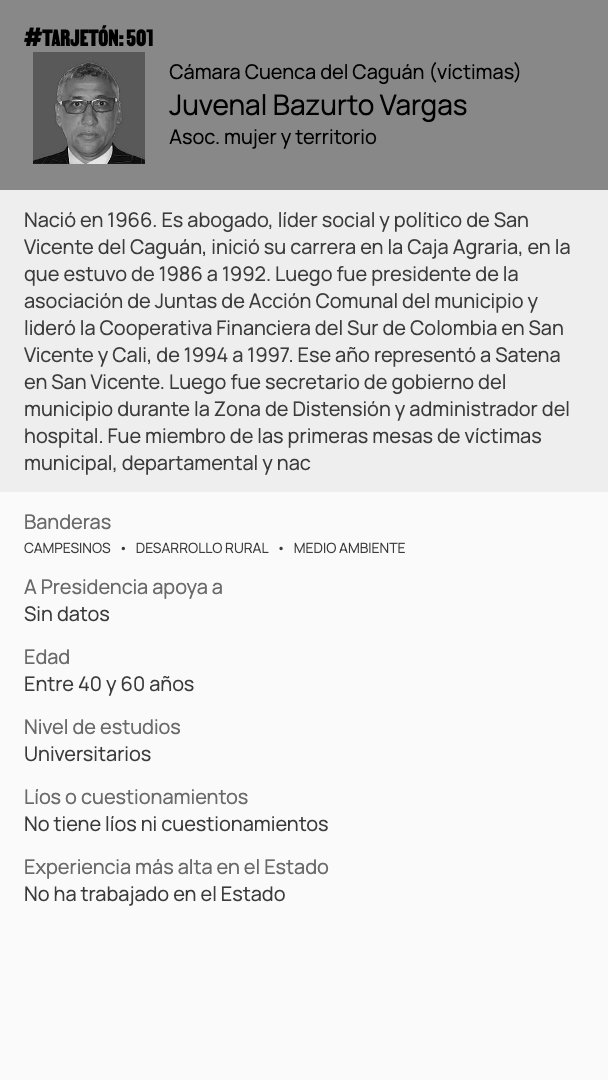 #TARJETÓN: 501
Cámara Cuenca del Caguán (víctimas)
Juvenal Bazurto Vargas
Asoc. mujer y territorio
Nació en 1966. Es abogado, líder social y político de San
Vicente del Caguán, inició su carrera en la Caja Agraria, en la
que estuvo de 1986 a 1992. Luego fue presidente de la
asociación de Juntas de Acción Comunal del municipio y
lideró la Cooperativa Financiera del Sur de Colombia en San
Vicente y Cali, de 1994 a 1997. Ese año representó a Satena
en San Vicente. Luego fue secretario de gobierno del
municipio durante la Zona de Distensión y administrador del
hospital. Fue miembro de las primeras mesas de víctimas
municipal, departamental y nac
Banderas
CAMPESINOS • DESARROLLO RURAL • MEDIO AMBIENTE
A Presidencia apoya a
Sin datos
Edad
Entre 40 y 60 años
Nivel de estudios
Universitarios
Líos o cuestionamientos
No tiene líos ni cuestionamientos
Experiencia más alta en el Estado
No ha trabajado en el Estado